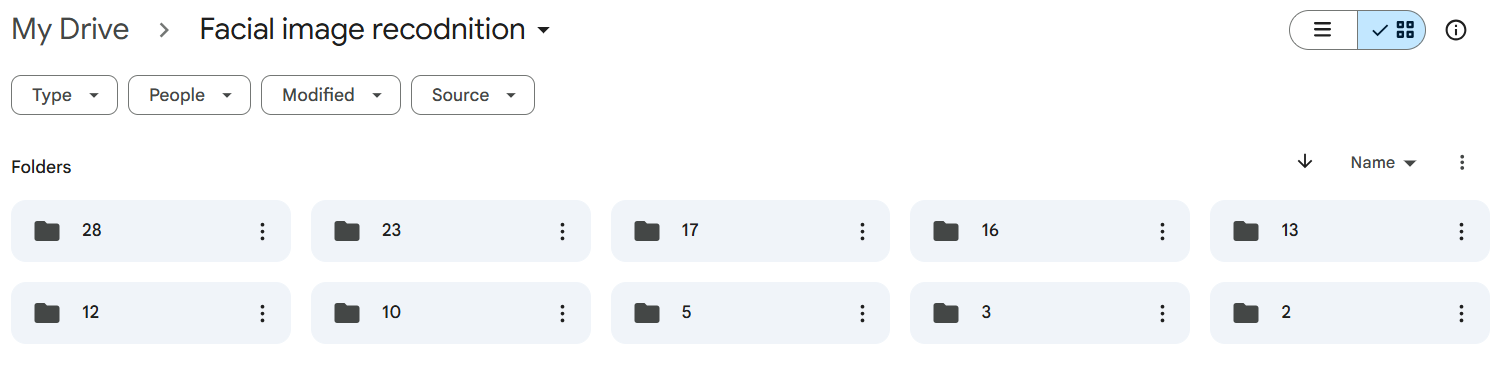 My Drive > Facial image recodnition
Type People Modified Source
Folders Name
28 23 17 16 13
12 10 5 3 2